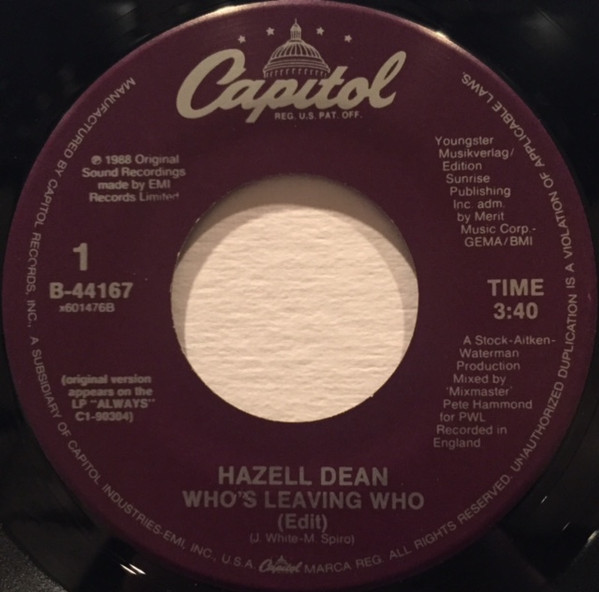 Capitol
REG. U.S. PAT. OFF.
MANUFACTURED BY CAPITOL RECORDS, INC., A SUBSIDIARY OF CAPITOL INDUSTRIES-EMI, INC., U.S.A. Capitol MARCA REG. ALL RIGHTS RESERVED. UNAUTHORIZED DUPLICATION IS A VIOLATION OF APPLICABLE LAWS.
℗ 1988 Original
Sound Recordings
made by EMI
Records Limited
1
B-44167
x601476B
(original version
appears on the
LP "ALWAYS"
C1-90304)
Youngster
Musikverlag/
Edition
Sunrise
Publishing
Inc. adm.
by Merit
Music Corp.-
GEMA/BMI
TIME
3:40
A Stock-Aitken-
Waterman
Production
Mixed by
'Mixmaster'
Pete Hammond
for PWL
Recorded in
England
HAZELL DEAN
WHO'S LEAVING WHO
(Edit)
(J. White-M. Spiro)